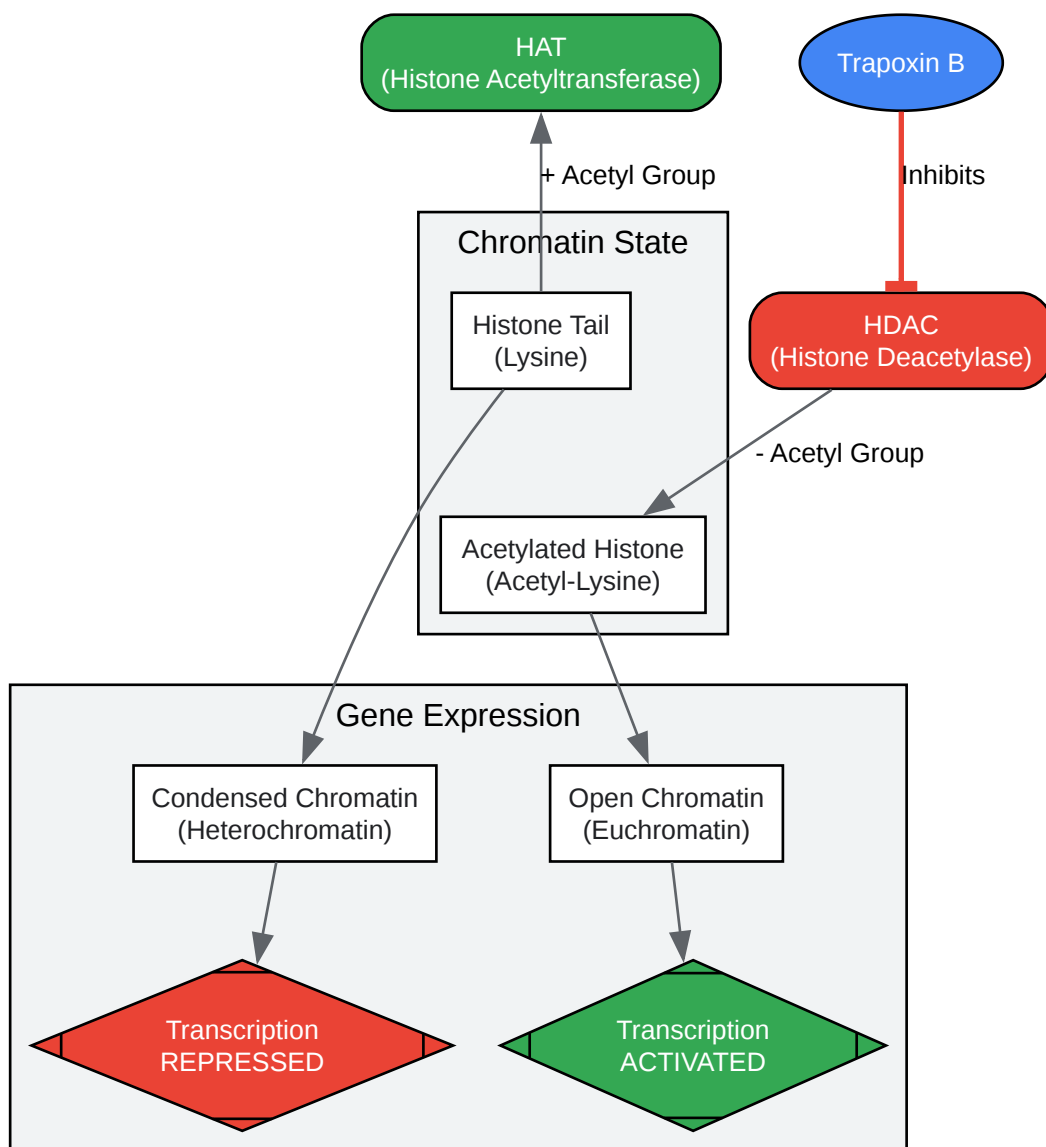 HAT
(Histone Acetyltransferase)
Trapoxin B
+ Acetyl Group
Inhibits
Chromatin State
Histone Tail
(Lysine)
HDAC
(Histone Deacetylase)
- Acetyl Group
Acetylated Histone
(Acetyl-Lysine)
Gene Expression
Condensed Chromatin
(Heterochromatin)
Open Chromatin
(Euchromatin)
Transcription
REPRESSED
Transcription
ACTIVATED